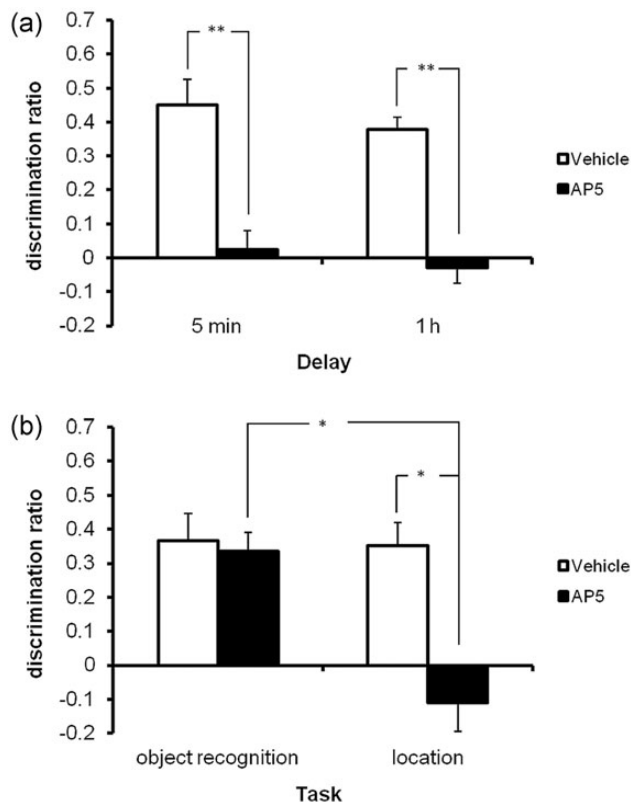 (a)
discrimination ratio
0.7
0.6
0.5
0.4
0.3
0.2
0.1
0
-0.1
-0.2
**
**
Vehicle
AP5
5 min
1 h
Delay
(b)
discrimination ratio
0.7
0.6
0.5
0.4
0.3
0.2
0.1
0
-0.1
-0.2
*
*
Vehicle
AP5
object recognition
location
Task